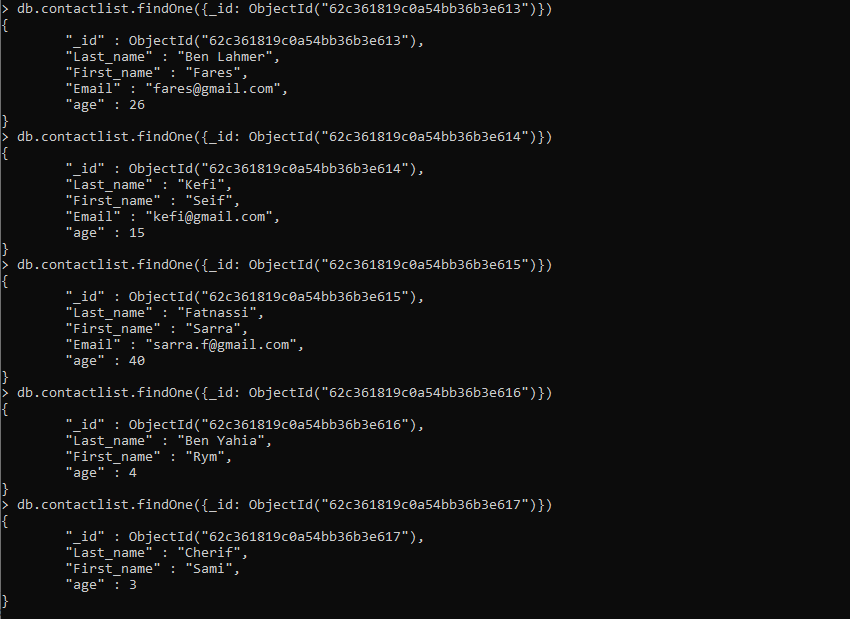 > db.contactlist.findOne({_id: ObjectId("62c361819c0a54bb36b3e613")})
{
        "_id" : ObjectId("62c361819c0a54bb36b3e613"),
        "Last_name" : "Ben Lahmer",
        "First_name" : "Fares",
        "Email" : "fares@gmail.com",
        "age" : 26
}
> db.contactlist.findOne({_id: ObjectId("62c361819c0a54bb36b3e614")})
{
        "_id" : ObjectId("62c361819c0a54bb36b3e614"),
        "Last_name" : "Kefi",
        "First_name" : "Seif",
        "Email" : "kefi@gmail.com",
        "age" : 15
}
> db.contactlist.findOne({_id: ObjectId("62c361819c0a54bb36b3e615")})
{
        "_id" : ObjectId("62c361819c0a54bb36b3e615"),
        "Last_name" : "Fatnassi",
        "First_name" : "Sarra",
        "Email" : "sarra.f@gmail.com",
        "age" : 40
}
> db.contactlist.findOne({_id: ObjectId("62c361819c0a54bb36b3e616")})
{
        "_id" : ObjectId("62c361819c0a54bb36b3e616"),
        "Last_name" : "Ben Yahia",
        "First_name" : "Rym",
        "age" : 4
}
> db.contactlist.findOne({_id: ObjectId("62c361819c0a54bb36b3e617")})
{
        "_id" : ObjectId("62c361819c0a54bb36b3e617"),
        "Last_name" : "Cherif",
        "First_name" : "Sami",
        "age" : 3
}